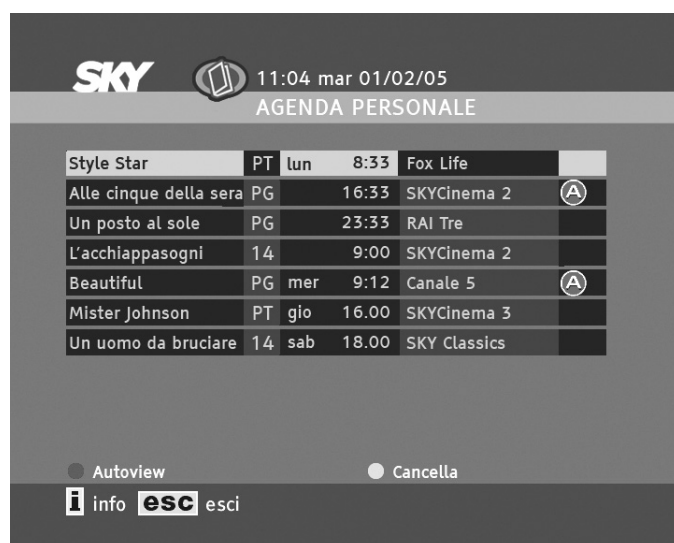 SKY 11:04 mar 01/02/05
AGENDA PERSONALE
Style Star PT lun 8:33 Fox Life
Alle cinque della sera PG 16:33 SKYCinema 2 A
Un posto al sole PG 23:33 RAI Tre
L'acchiappasogni 14 9:00 SKYCinema 2
Beautiful PG mer 9:12 Canale 5 A
Mister Johnson PT gio 16.00 SKYCinema 3
Un uomo da bruciare 14 sab 18.00 SKY Classics
Autoview Cancella
i info esc esci